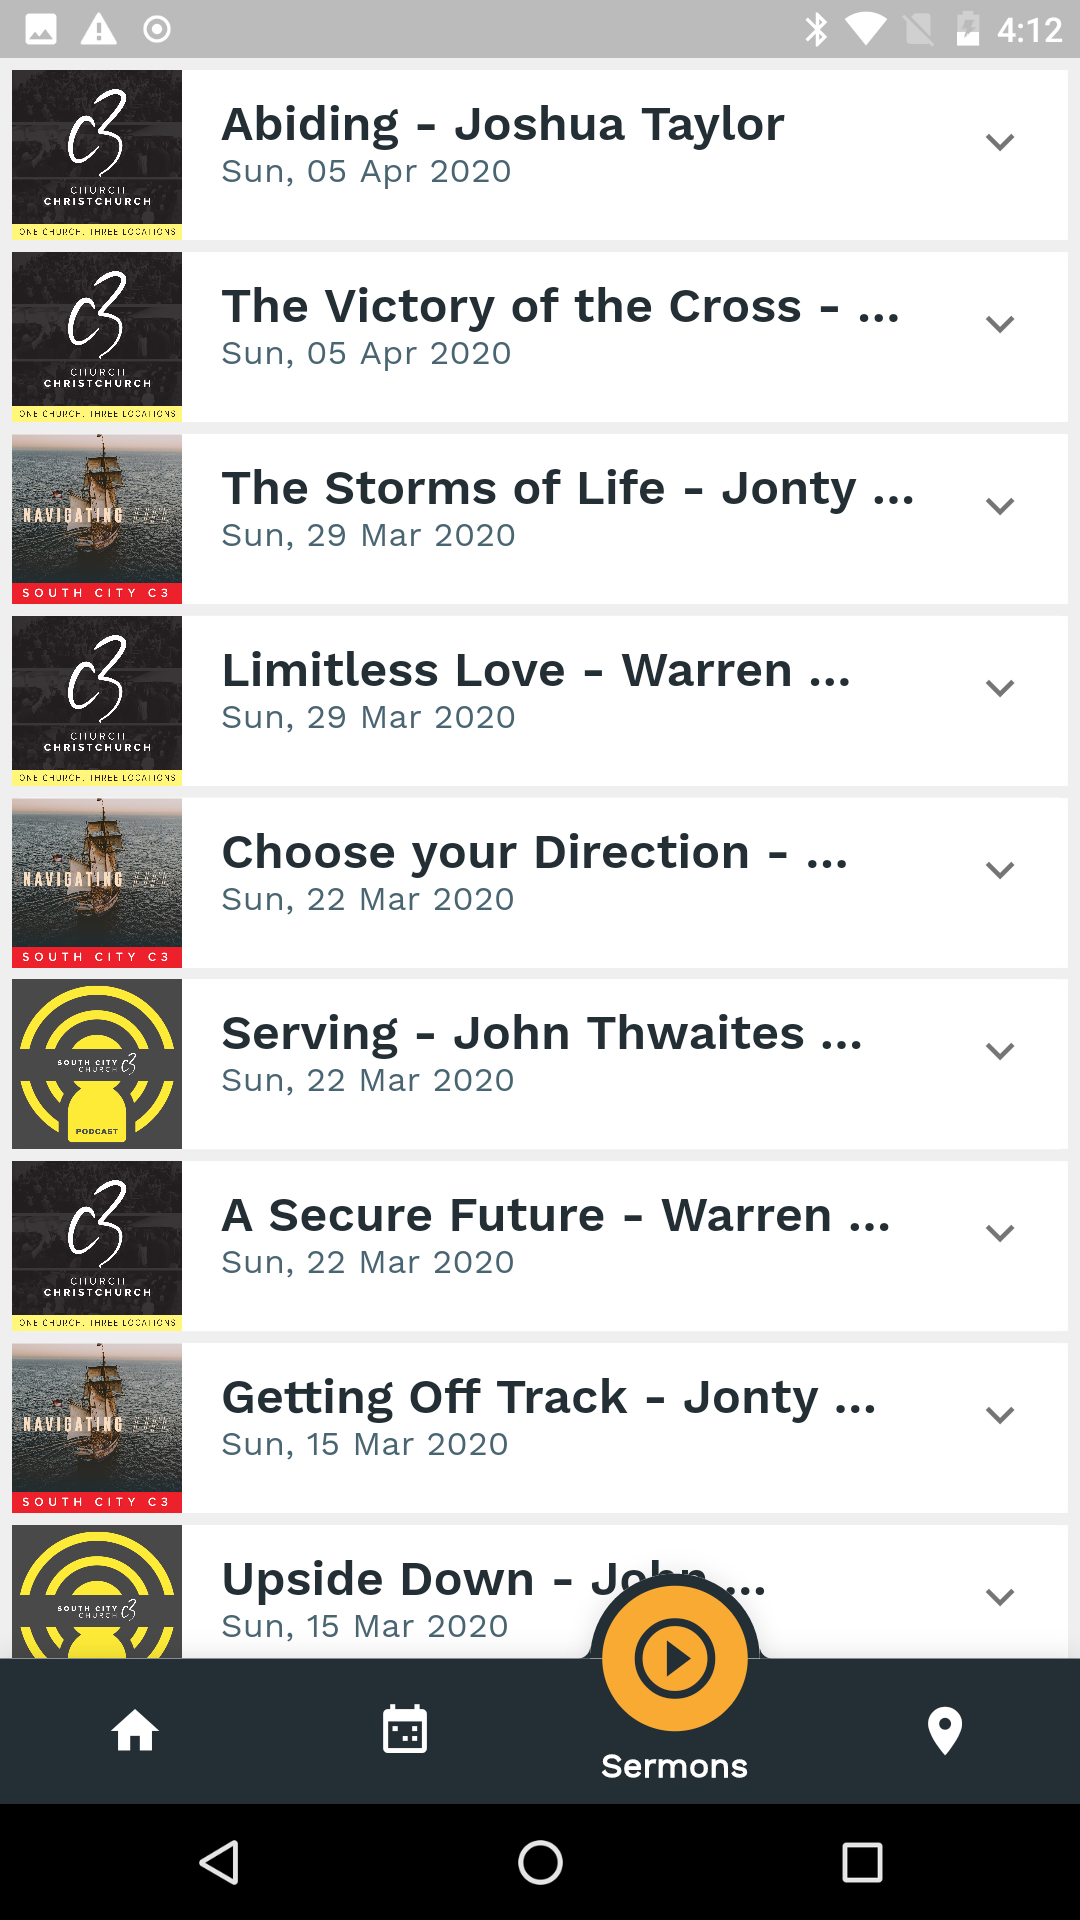 4:12
C3
CHURCH
CHRISTCHURCH
ONE CHURCH. THREE LOCATIONS
Abiding - Joshua Taylor
Sun, 05 Apr 2020
C3
CHURCH
CHRISTCHURCH
ONE CHURCH. THREE LOCATIONS
The Victory of the Cross - ...
Sun, 05 Apr 2020
NAVIGATING
SOUTH CITY C3
The Storms of Life - Jonty ...
Sun, 29 Mar 2020
C3
CHURCH
CHRISTCHURCH
ONE CHURCH. THREE LOCATIONS
Limitless Love - Warren ...
Sun, 29 Mar 2020
NAVIGATING
SOUTH CITY C3
Choose your Direction - ...
Sun, 22 Mar 2020
SOUTH CITY
CHURCH C3
PODCAST
Serving - John Thwaites ...
Sun, 22 Mar 2020
C3
CHURCH
CHRISTCHURCH
ONE CHURCH. THREE LOCATIONS
A Secure Future - Warren ...
Sun, 22 Mar 2020
NAVIGATING
SOUTH CITY C3
Getting Off Track - Jonty ...
Sun, 15 Mar 2020
SOUTH CITY
CHURCH C3
Upside Down - John ...
Sun, 15 Mar 2020
Sermons